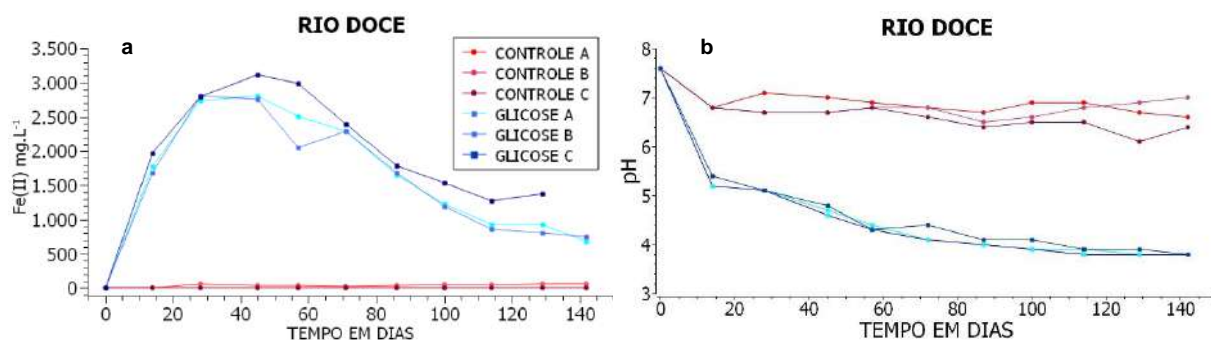 RIO DOCE
a
3.500
3.000
2.500
2.000
1.500
1.000
500
0
Fe(II) mg.L⁻¹
0 20 40 60 80 100 120 140
TEMPO EM DIAS
CONTROLE A
CONTROLE B
CONTROLE C
GLICOSE A
GLICOSE B
GLICOSE C
RIO DOCE
b
8
7
6
5
4
3
pH
0 20 40 60 80 100 120 140
TEMPO EM DIAS